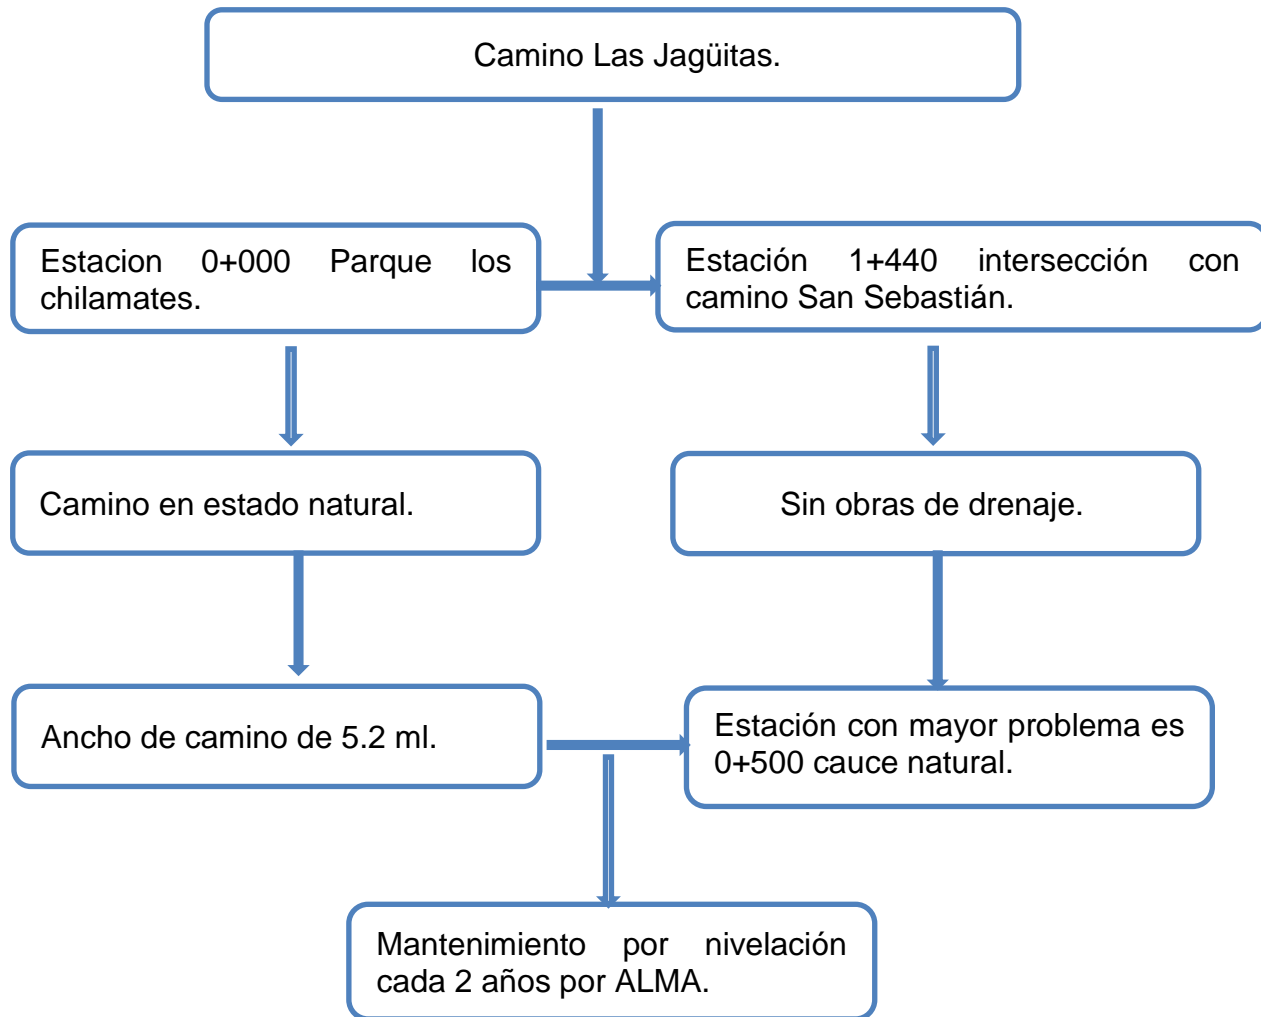 Camino Las Jagüitas.
Estacion 0+000 Parque los
chilamates.
Estación 1+440 intersección con
camino San Sebastián.
Camino en estado natural.
Sin obras de drenaje.
Ancho de camino de 5.2 ml.
Estación con mayor problema es
0+500 cauce natural.
Mantenimiento por nivelación
cada 2 años por ALMA.